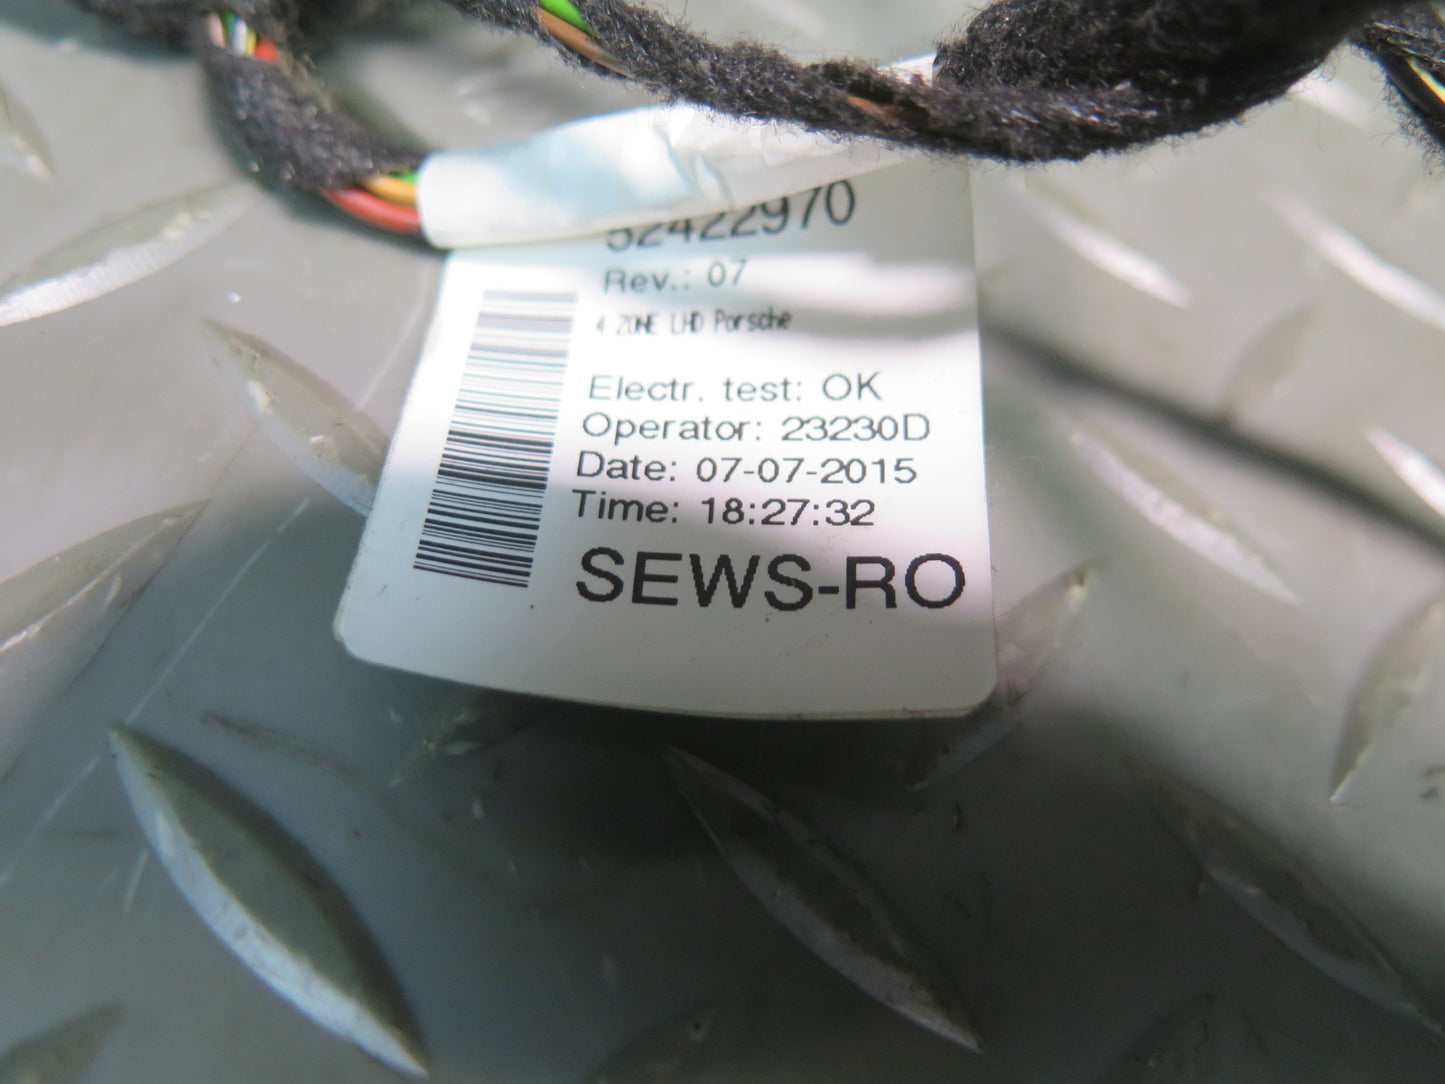 52422970
Rev.: 07
4 ZONE LHD Porsche
Electr. test: OK
Operator: 23230D
Date: 07-07-2015
Time: 18:27:32
SEWS-RO